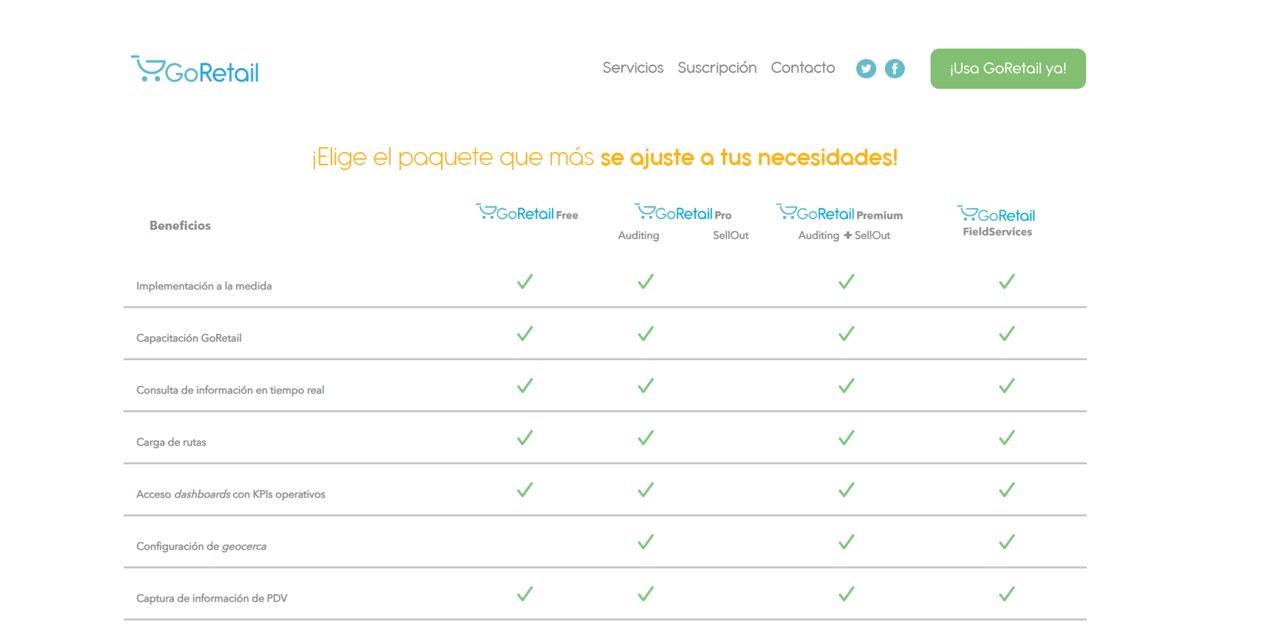 GoRetail Servicios Suscripción Contacto ¡Usa GoRetail ya!
¡Elige el paquete que más se ajuste a tus necesidades!
Beneficios GoRetail Free GoRetail Pro GoRetail Premium GoRetail
Auditing SellOut Auditing + SellOut FieldServices
Implementación a la medida
Capacitación GoRetail
Consulta de información en tiempo real
Carga de rutas
Acceso dashboards con KPIs operativos
Configuración de geocerca
Captura de información de PDV